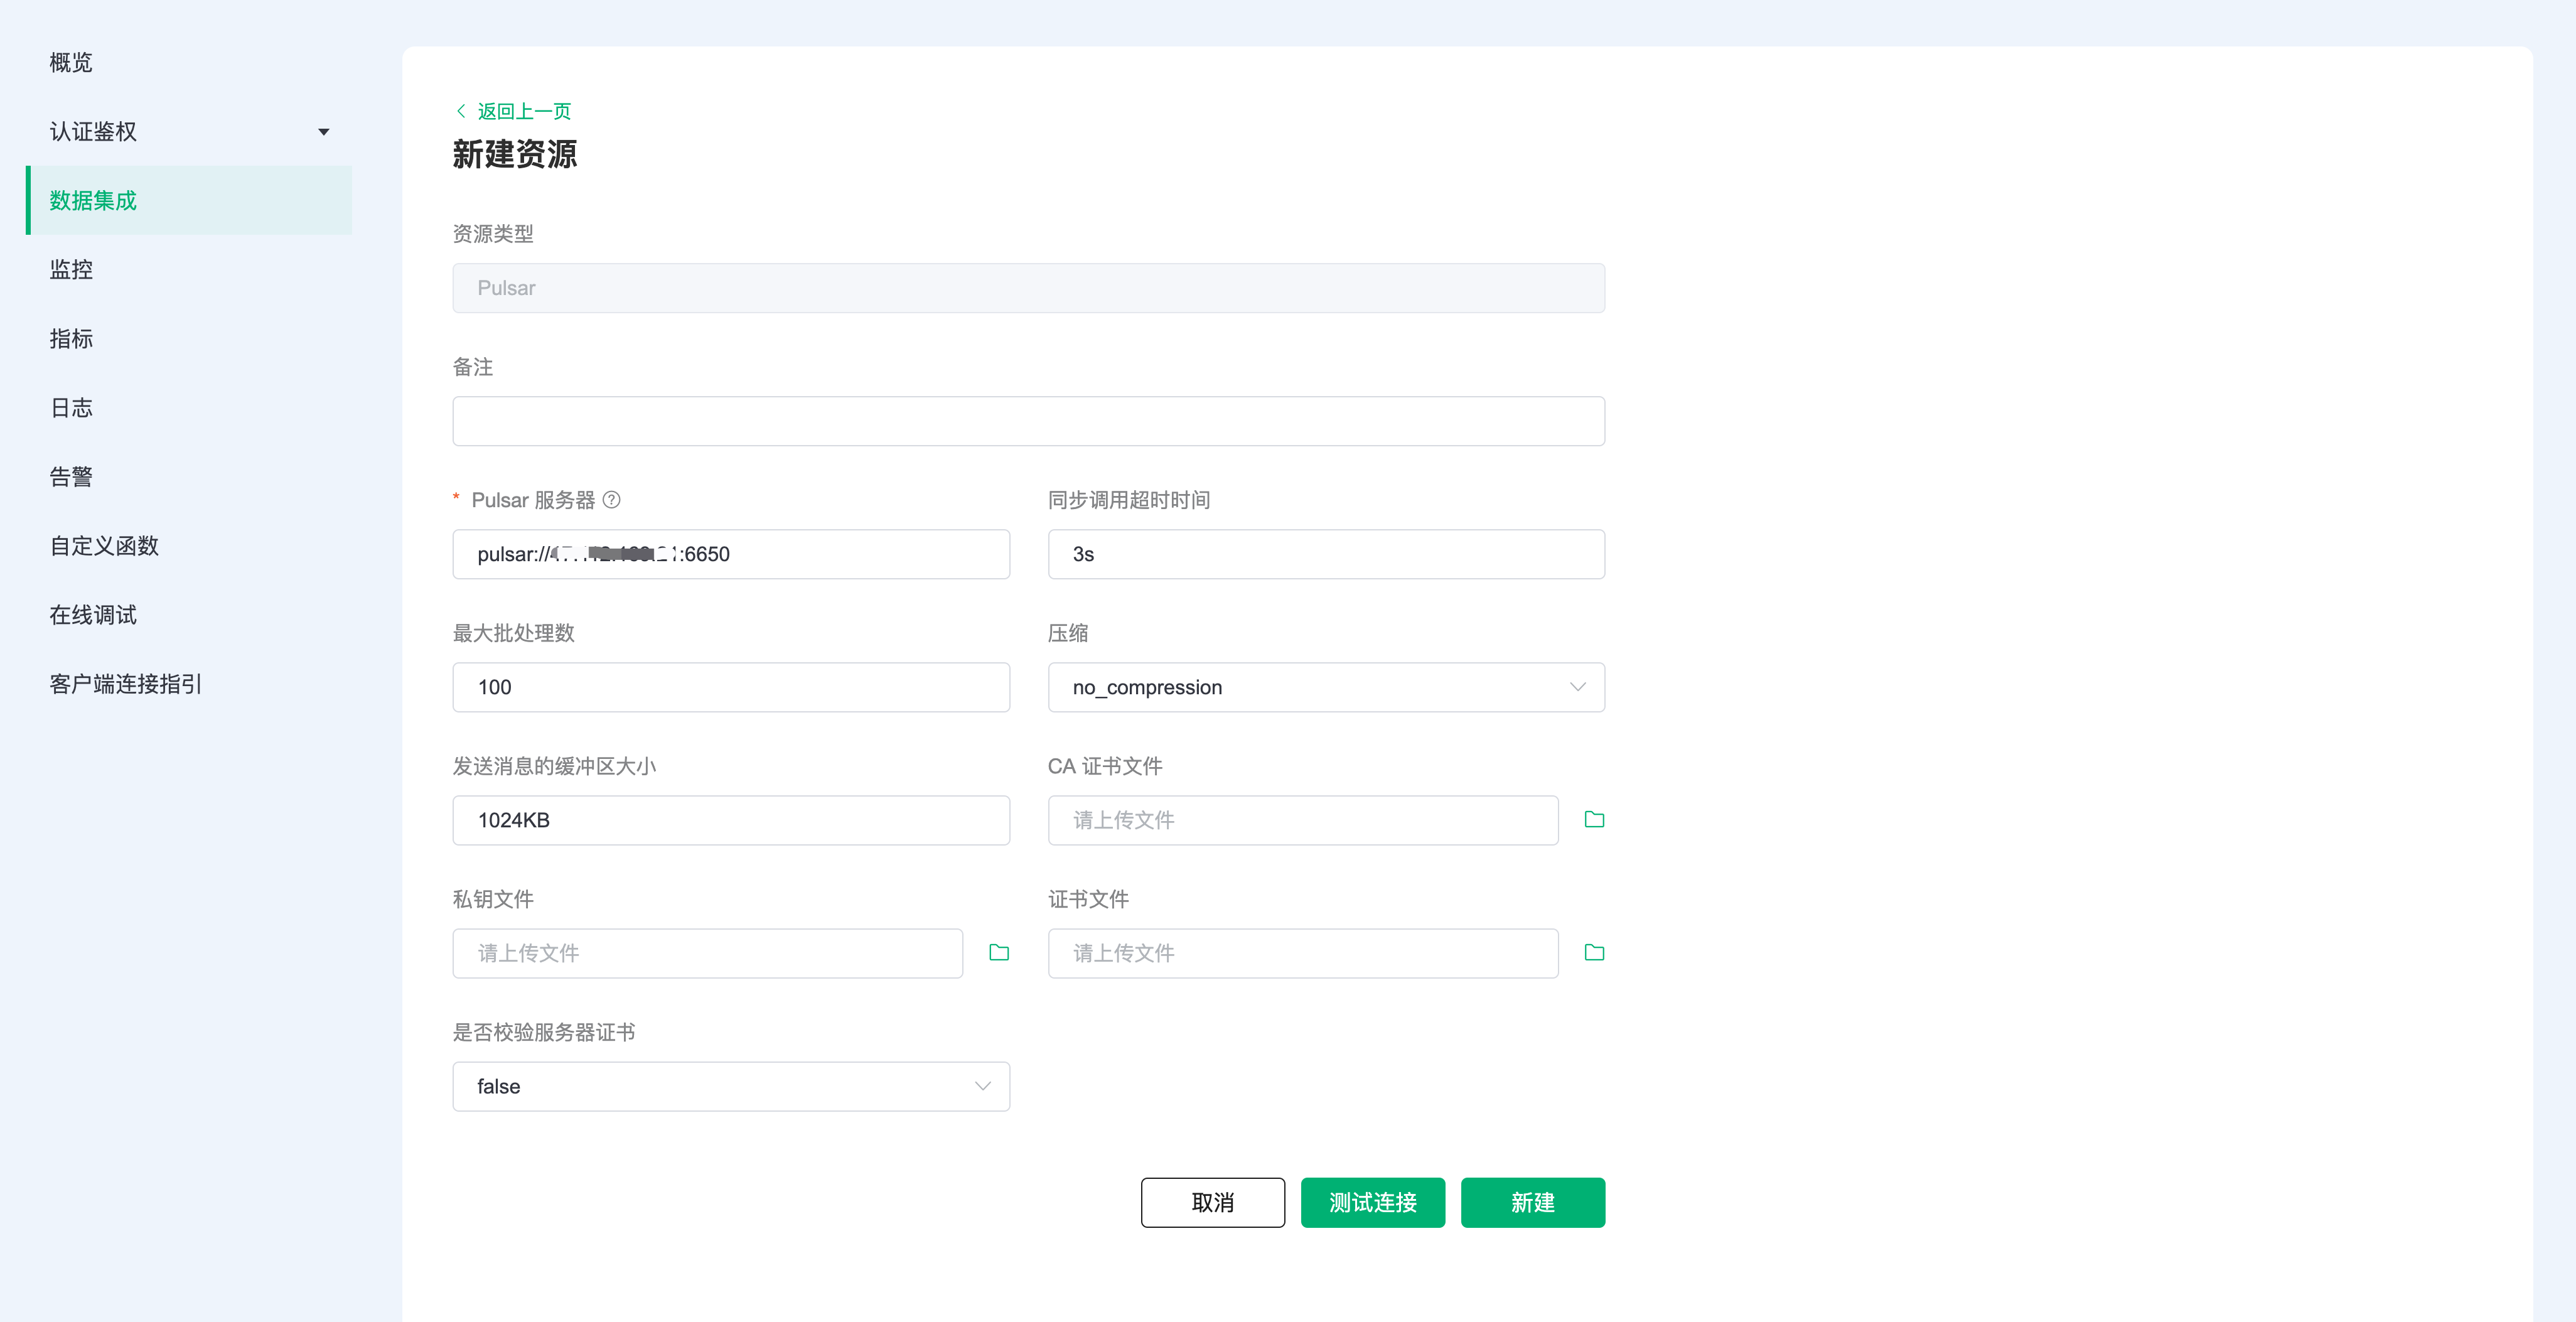 概览
认证鉴权
数据集成
监控
指标
日志
告警
自定义函数
在线调试
客户端连接指引
返回上一页
新建资源
资源类型
Pulsar
备注
* Pulsar 服务器
同步调用超时时间
pulsar:// :6650
3s
最大批处理数
压缩
100
no_compression
发送消息的缓冲区大小
CA 证书文件
1024KB
请上传文件
私钥文件
证书文件
请上传文件
请上传文件
是否校验服务器证书
false
取消
测试连接
新建